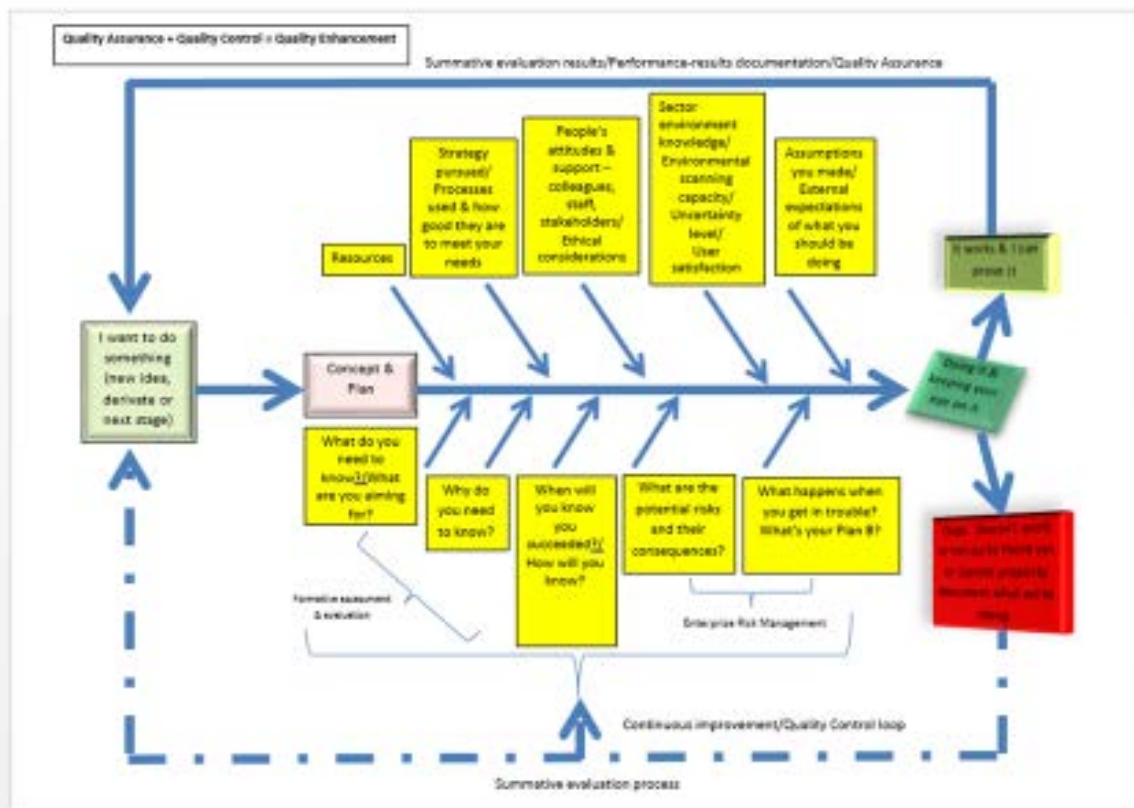 Quality Assurance + Quality Control = Quality Enhancement
Summative evaluation results/Performance-results documentation/Quality Assurance
Resources
Strategy
pursued/
Processes
used & how
good they are
to meet your
needs
People's
attitudes &
support –
colleagues,
staff,
stakeholders/
Ethical
considerations
Sector
environment
knowledge/
Environmental
scanning
capacity/
Uncertainty
level/
User
satisfaction
Assumptions
you made/
External
expectations
of what you
should be
doing
It works & I can
prove it
I want to do
something
(new idea,
derivate or
next stage)
Concept &
Plan
Doing it &
keeping your
eye on it
What do you
need to
know?/What
are you aiming
for?
Why do
you need
to know?
When will
you know
you
succeeded?/
How will you
know?
What are the
potential risks
and their
consequences?
What happens when
you get in trouble?
What's your Plan B?
doesn't work,
properly
document what
Formative assessment
& evaluation
Enterprise Risk Management
Continuous improvement/Quality Control loop
Summative evaluation process